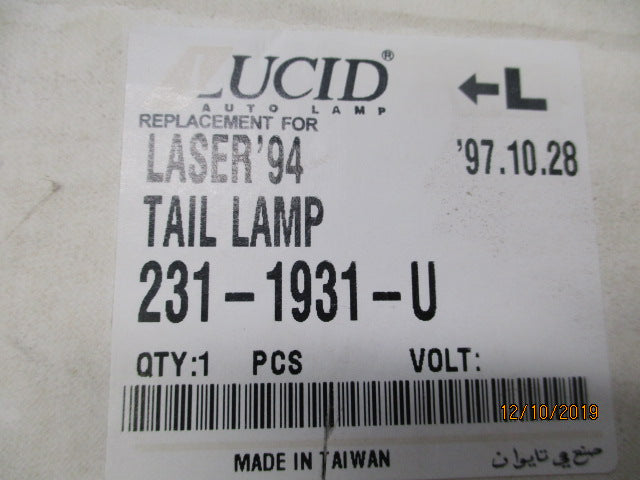 LUCID®
AUTO LAMP
←L
REPLACEMENT FOR
LASER'94
'97.10.28
TAIL LAMP
231-1931-U
QTY:1 PCS VOLT:
12/10/2019
MADE IN TAIWAN
صنع في تايوان